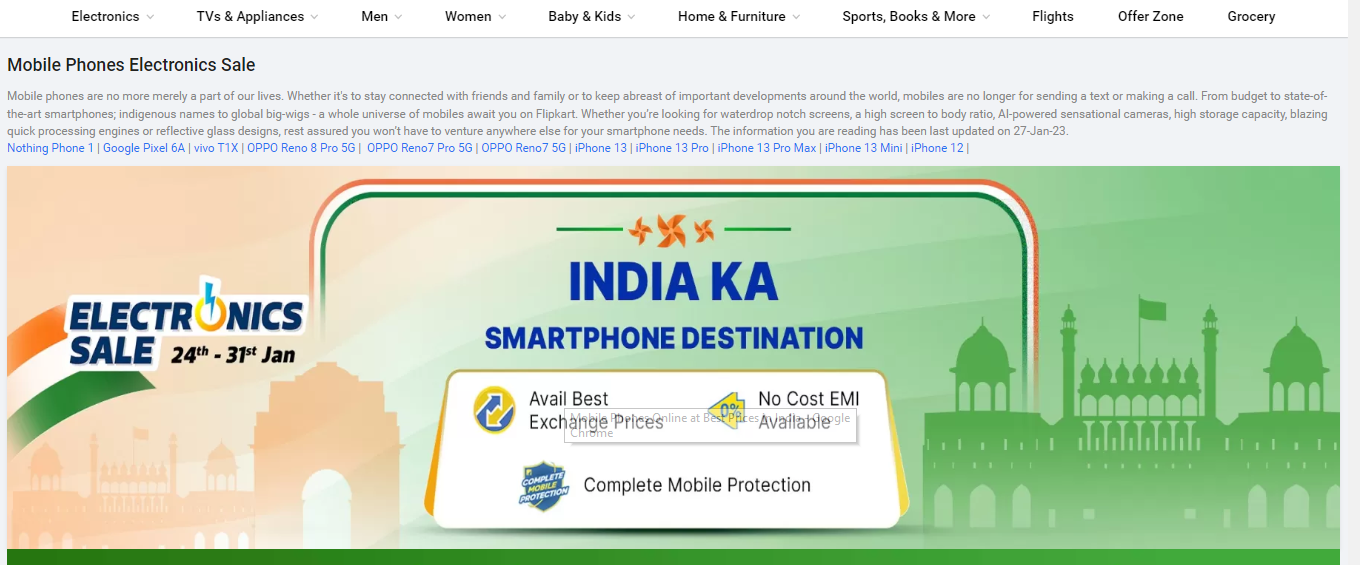 Electronics TVs & Appliances Men Women Baby & Kids Home & Furniture Sports, Books & More Flights Offer Zone Grocery
Mobile Phones Electronics Sale
Mobile phones are no more merely a part of our lives. Whether it's to stay connected with friends and family or to keep abreast of important developments around the world, mobiles are no longer for sending a text or making a call. From budget to state-of-
the-art smartphones; indigenous names to global big-wigs - a whole universe of mobiles await you on Flipkart. Whether you're looking for waterdrop notch screens, a high screen to body ratio, AI-powered sensational cameras, high storage capacity, blazing
quick processing engines or reflective glass designs, rest assured you won't have to venture anywhere else for your smartphone needs. The information you are reading has been last updated on 27-Jan-23.
Nothing Phone 1 | Google Pixel 6A | vivo T1X | OPPO Reno 8 Pro 5G | OPPO Reno7 Pro 5G | OPPO Reno7 5G | iPhone 13 | iPhone 13 Pro | iPhone 13 Pro Max | iPhone 13 Mini | iPhone 12 |
ELECTRONICS
SALE 24th - 31st Jan
INDIA KA
SMARTPHONE DESTINATION
Avail Best
Exchange Prices
0%
No Cost EMI
Available
Mobile Phones Online at Best Prices in India - Google
Chrome
COMPLETE
MOBILE
PROTECTION
Complete Mobile Protection